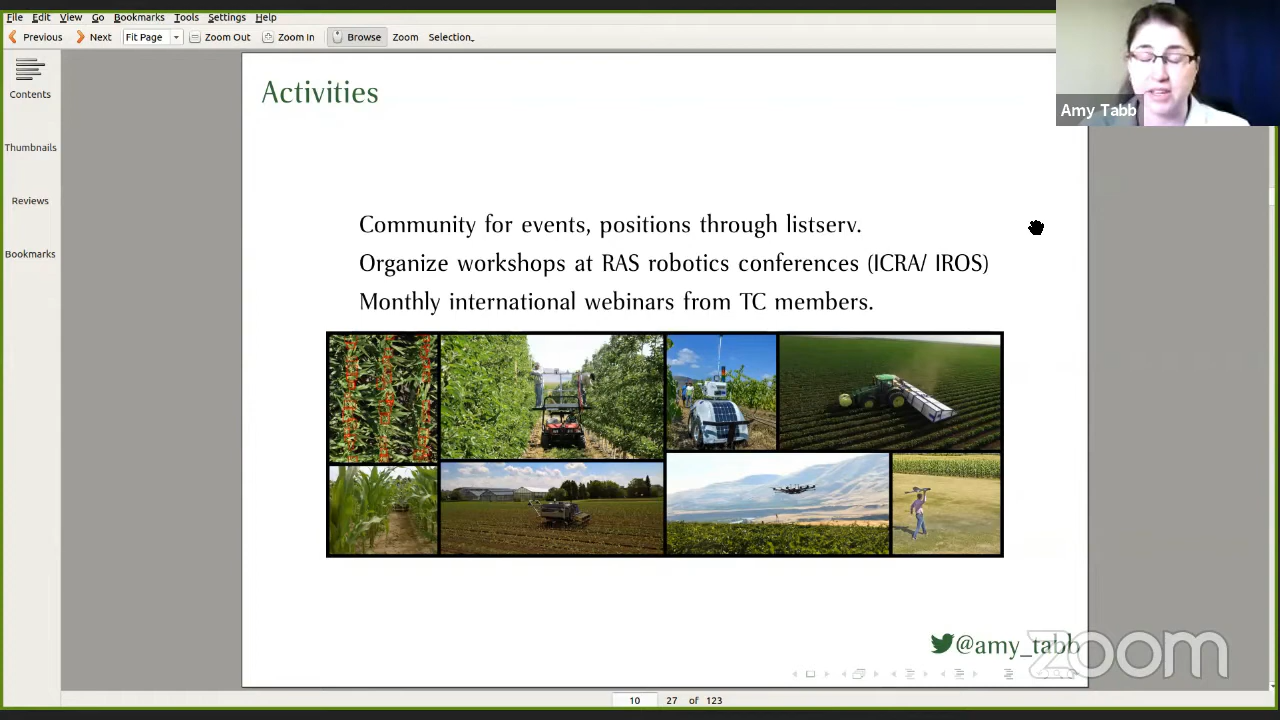 File Edit View Go Bookmarks Tools Settings Help
Previous Next Fit Page Zoom Out Zoom In Browse Zoom Selection
Amy Tabb
Contents
Thumbnails
Reviews
Bookmarks
Activities
Community for events, positions through listserv.
Organize workshops at RAS robotics conferences (ICRA/ IROS)
Monthly international webinars from TC members.
@amy_tabb
zoom
10 27 of 123